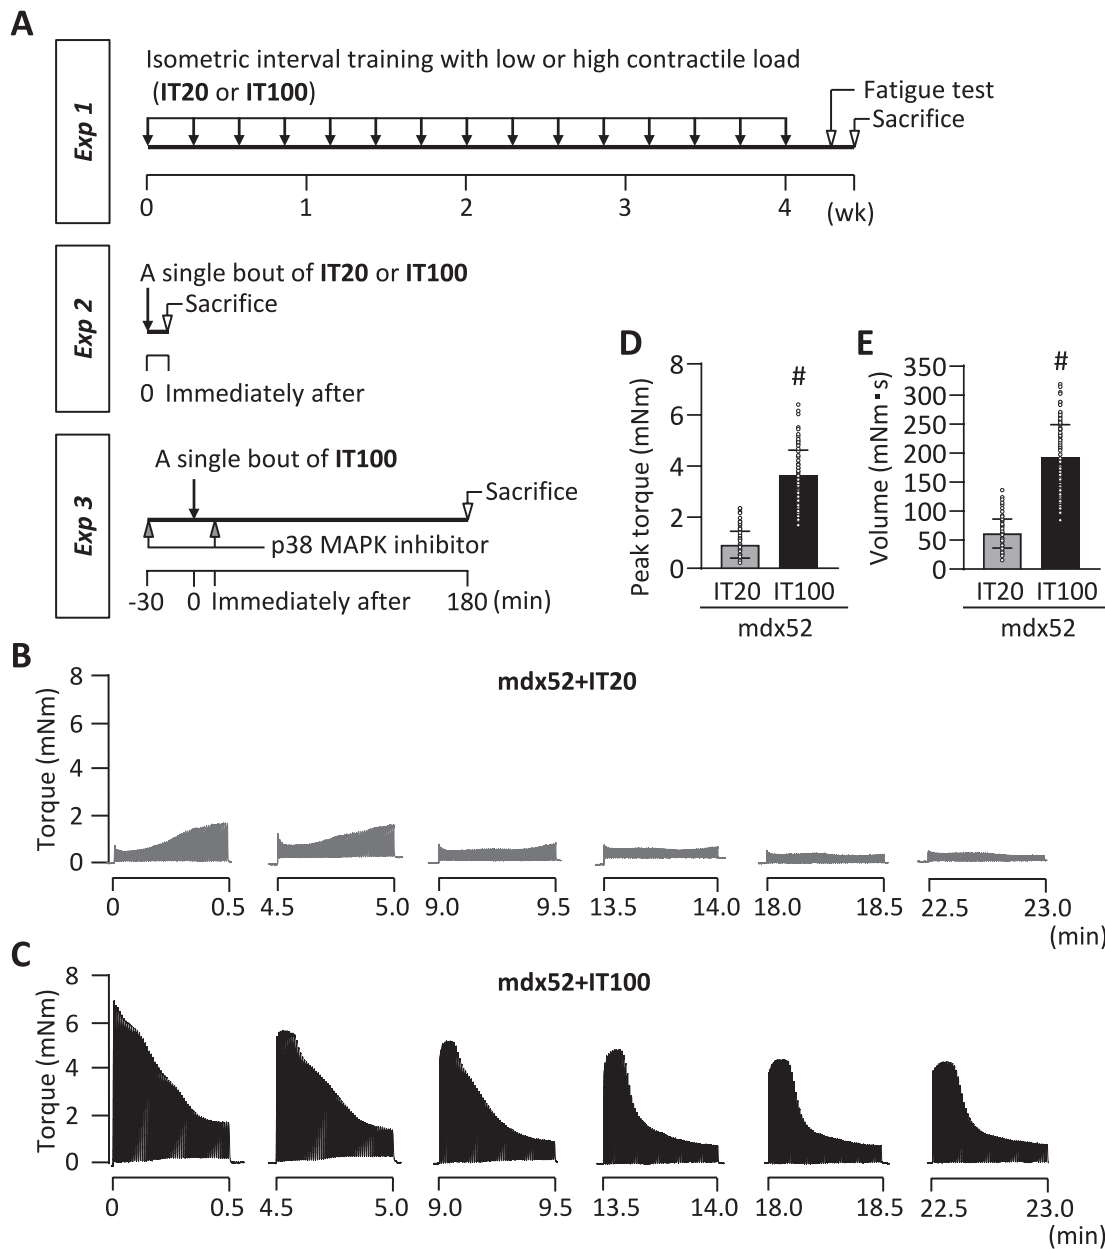 A
Exp 1
Isometric interval training with low or high contractile load
(IT20 or IT100)
Fatigue test
Sacrifice
0 1 2 3 4 (wk)
Exp 2
A single bout of IT20 or IT100
Sacrifice
0 Immediately after
Exp 3
A single bout of IT100
Sacrifice
p38 MAPK inhibitor
-30 0 Immediately after 180 (min)
D
Peak torque (mNm)
8
6
4
2
0
#
IT20 IT100
mdx52
E
Volume (mNm▪s)
350
300
250
200
150
100
50
0
#
IT20 IT100
mdx52
B
mdx52+IT20
Torque (mNm)
8
6
4
2
0
0 0.5 4.5 5.0 9.0 9.5 13.5 14.0 18.0 18.5 22.5 23.0
(min)
C
mdx52+IT100
Torque (mNm)
8
6
4
2
0
0 0.5 4.5 5.0 9.0 9.5 13.5 14.0 18.0 18.5 22.5 23.0
(min)